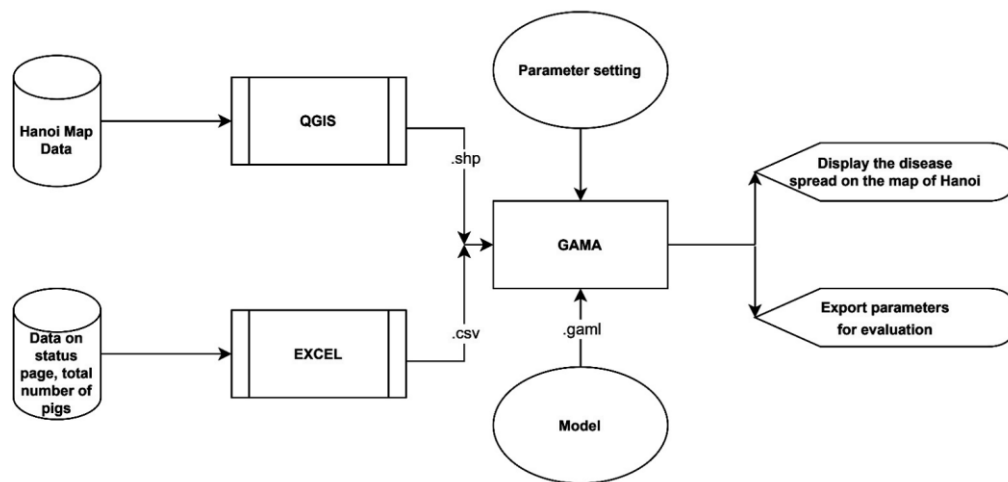 Hanoi Map
Data
QGIS
.shp
Parameter setting
GAMA
Display the disease
spread on the map of Hanoi
Export parameters
for evaluation
Data on
status
page, total
number of
pigs
EXCEL
.csv
.gaml
Model